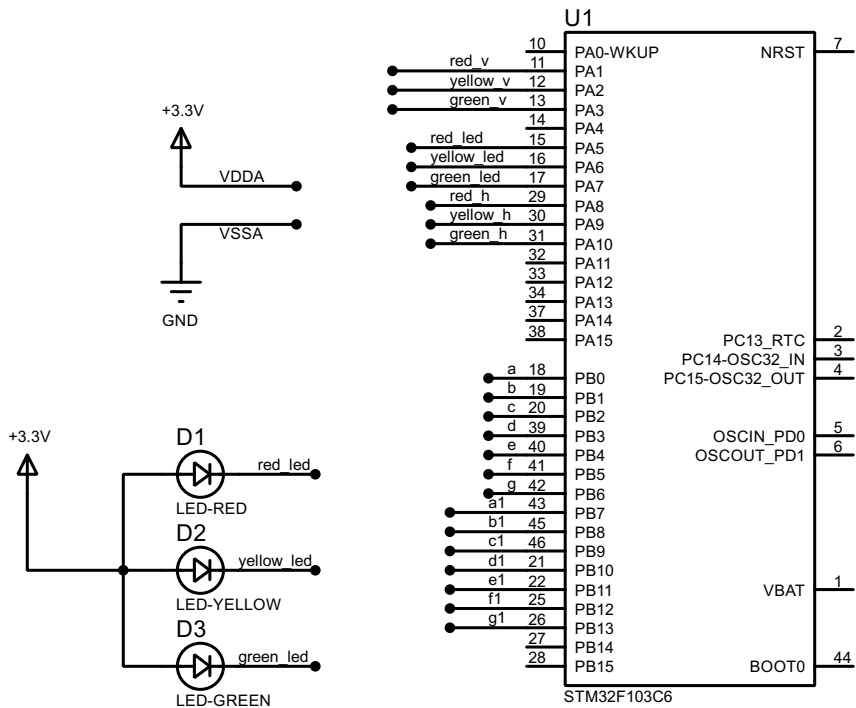 +3.3V
VDDA
VSSA
GND
+3.3V
D1
red_led
LED-RED
D2
yellow_led
LED-YELLOW
D3
green_led
LED-GREEN
U1
10 PA0-WKUP NRST 7
red_v 11 PA1
yellow_v 12 PA2
green_v 13 PA3
14 PA4
red_led 15 PA5
yellow_led 16 PA6
green_led 17 PA7
red_h 29 PA8
yellow_h 30 PA9
green_h 31 PA10
32 PA11
33 PA12
34 PA13
37 PA14
38 PA15 PC13_RTC 2
PC14-OSC32_IN 3
a 18 PB0 PC15-OSC32_OUT 4
b 19 PB1
c 20 PB2
d 39 PB3 OSCIN_PD0 5
e 40 PB4 OSCOUT_PD1 6
f 41 PB5
g 42 PB6
a1 43 PB7
b1 45 PB8
c1 46 PB9
d1 21 PB10
e1 22 PB11 VBAT 1
f1 25 PB12
g1 26 PB13
27 PB14
28 PB15 BOOT0 44
STM32F103C6